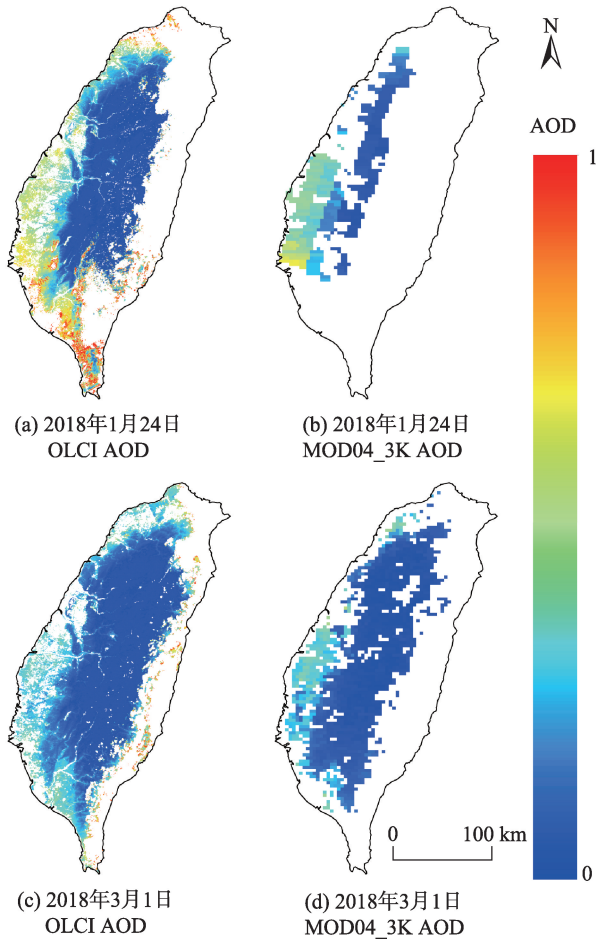 N
AOD
1
(a) 2018年1月24日
OLCI AOD
(b) 2018年1月24日
MOD04_3K AOD
0 100 km
0
(c) 2018年3月1日
OLCI AOD
(d) 2018年3月1日
MOD04_3K AOD